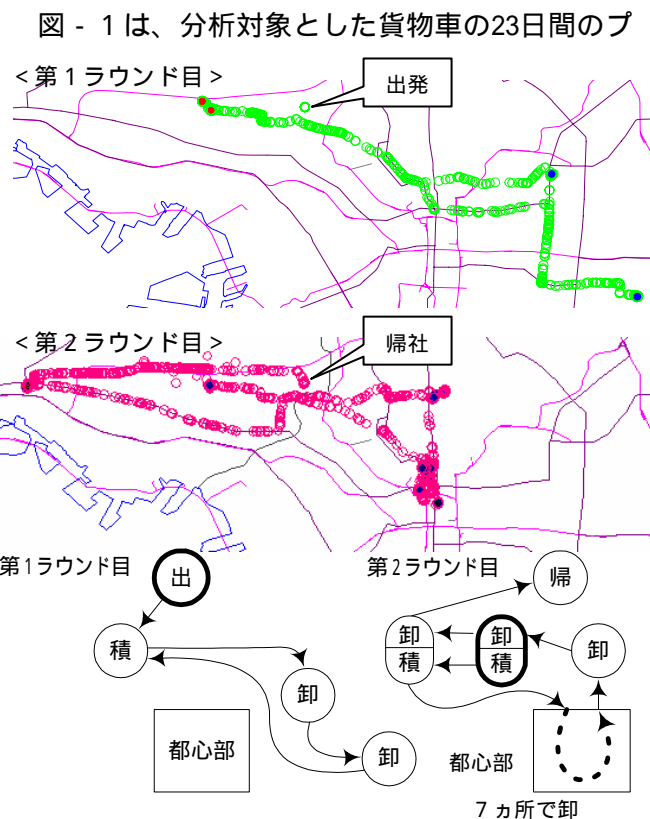 図 - 1 は、分析対象とした貨物車の23日間のプ
＜第１ラウンド目＞
出発
＜第２ラウンド目＞
帰社
第1ラウンド目
出
積
卸
卸
都心部
第2ラウンド目
帰
卸
積
卸
積
卸
都心部
７ヵ所で卸